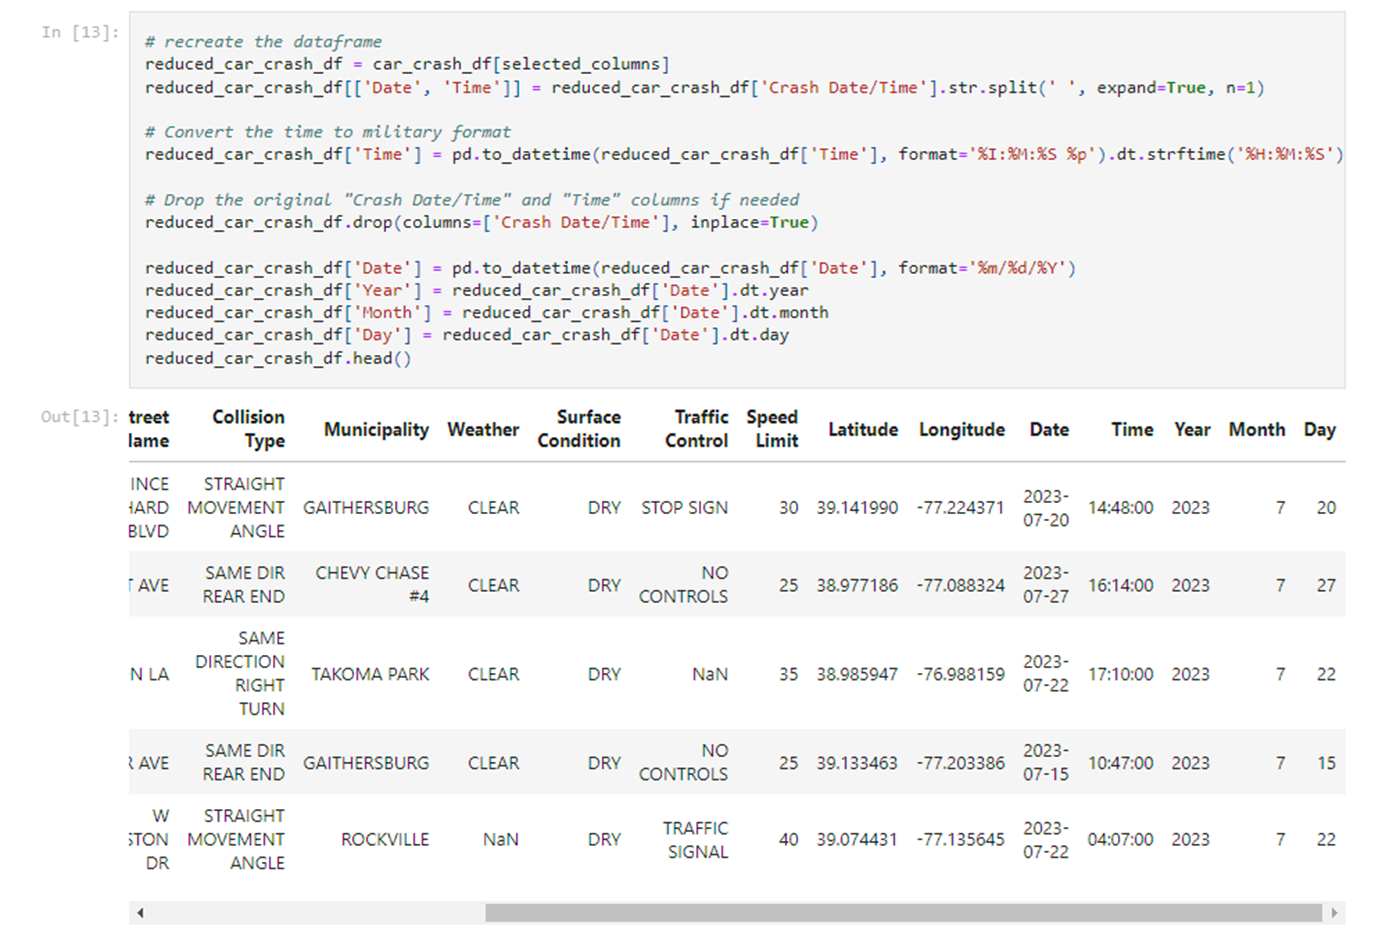 In [13]:
# recreate the dataframe
reduced_car_crash_df = car_crash_df[selected_columns]
reduced_car_crash_df[['Date', 'Time']] = reduced_car_crash_df['Crash Date/Time'].str.split(' ', expand=True, n=1)
# Convert the time to military format
reduced_car_crash_df['Time'] = pd.to_datetime(reduced_car_crash_df['Time'], format='%I:%M:%S %p').dt.strftime('%H:%M:%S')
# Drop the original "Crash Date/Time" and "Time" columns if needed
reduced_car_crash_df.drop(columns=['Crash Date/Time'], inplace=True)
reduced_car_crash_df['Date'] = pd.to_datetime(reduced_car_crash_df['Date'], format='%m/%d/%Y')
reduced_car_crash_df['Year'] = reduced_car_crash_df['Date'].dt.year
reduced_car_crash_df['Month'] = reduced_car_crash_df['Date'].dt.month
reduced_car_crash_df['Day'] = reduced_car_crash_df['Date'].dt.day
reduced_car_crash_df.head()
Out[13]:
treet Collision Surface Traffic Speed
Name Type Municipality Weather Condition Control Limit Latitude Longitude Date Time Year Month Day
INCE STRAIGHT
HARD MOVEMENT GAITHERSBURG CLEAR DRY STOP SIGN 30 39.141990 -77.224371 2023- 14:48:00 2023 7 20
BLVD ANGLE 07-20
T AVE SAME DIR CHEVY CHASE CLEAR DRY NO 25 38.977186 -77.088324 2023- 16:14:00 2023 7 27
REAR END #4 CONTROLS 07-27
SAME
DIRECTION
N LA RIGHT TAKOMA PARK CLEAR DRY NaN 35 38.985947 -76.988159 2023- 17:10:00 2023 7 22
TURN 07-22
R AVE SAME DIR GAITHERSBURG CLEAR DRY NO 25 39.133463 -77.203386 2023- 10:47:00 2023 7 15
REAR END CONTROLS 07-15
W STRAIGHT
STON MOVEMENT ROCKVILLE NaN DRY TRAFFIC 40 39.074431 -77.135645 2023- 04:07:00 2023 7 22
DR ANGLE SIGNAL 07-22